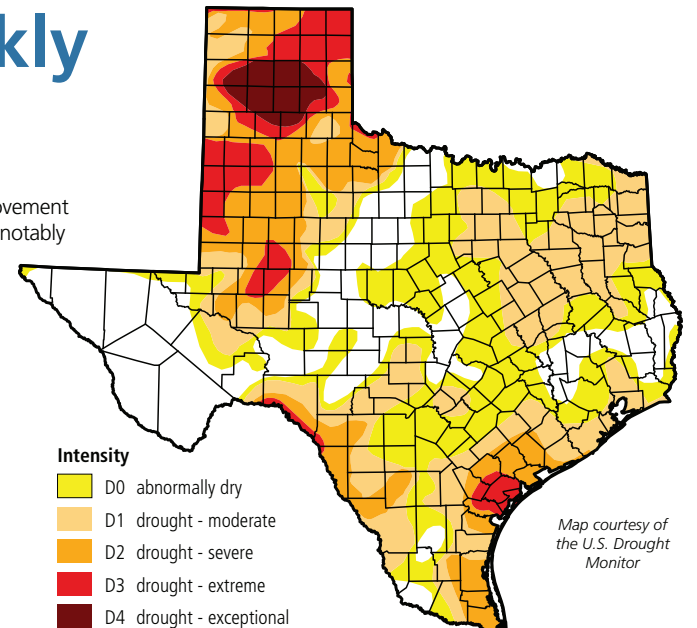 kly
ovement
notably
Intensity
D0 abnormally dry
D1 drought - moderate
D2 drought - severe
D3 drought - extreme
D4 drought - exceptional
Map courtesy of
the U.S. Drought
Monitor